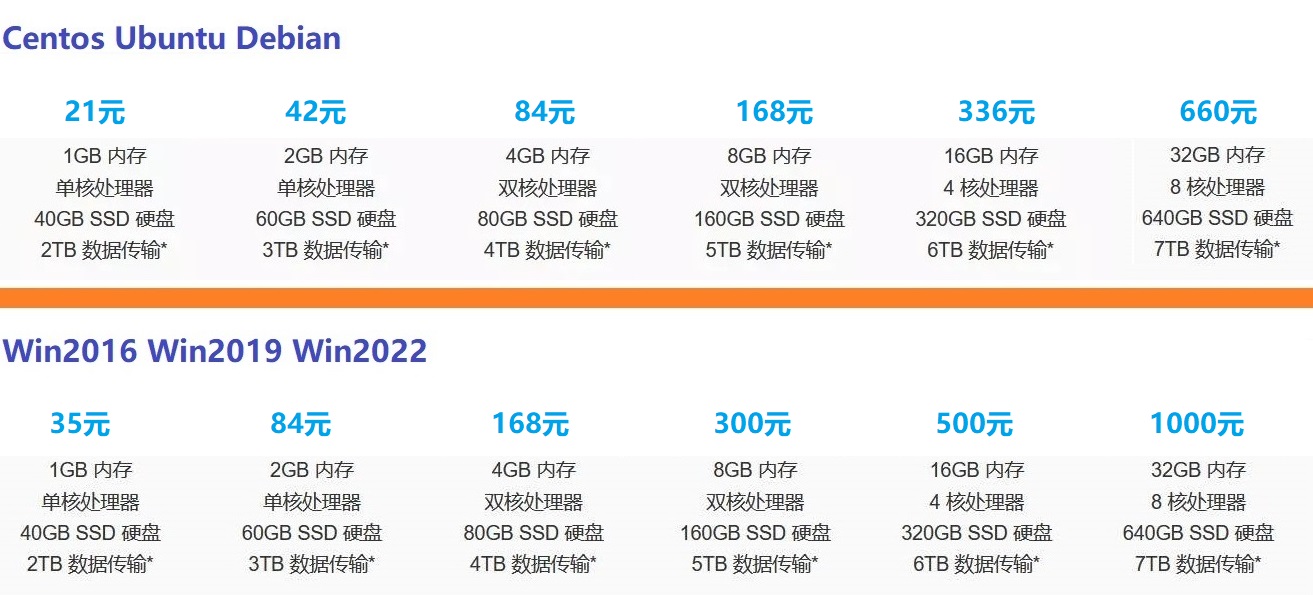 Centos Ubuntu Debian
21元 42元 84元 168元 336元 660元
1GB 内存 2GB 内存 4GB 内存 8GB 内存 16GB 内存 32GB 内存
单核处理器 单核处理器 双核处理器 双核处理器 4 核处理器 8 核处理器
40GB SSD 硬盘 60GB SSD 硬盘 80GB SSD 硬盘 160GB SSD 硬盘 320GB SSD 硬盘 640GB SSD 硬盘
2TB 数据传输* 3TB 数据传输* 4TB 数据传输* 5TB 数据传输* 6TB 数据传输* 7TB 数据传输*
Win2016 Win2019 Win2022
35元 84元 168元 300元 500元 1000元
1GB 内存 2GB 内存 4GB 内存 8GB 内存 16GB 内存 32GB 内存
单核处理器 单核处理器 双核处理器 双核处理器 4 核处理器 8 核处理器
40GB SSD 硬盘 60GB SSD 硬盘 80GB SSD 硬盘 160GB SSD 硬盘 320GB SSD 硬盘 640GB SSD 硬盘
2TB 数据传输* 3TB 数据传输* 4TB 数据传输* 5TB 数据传输* 6TB 数据传输* 7TB 数据传输*